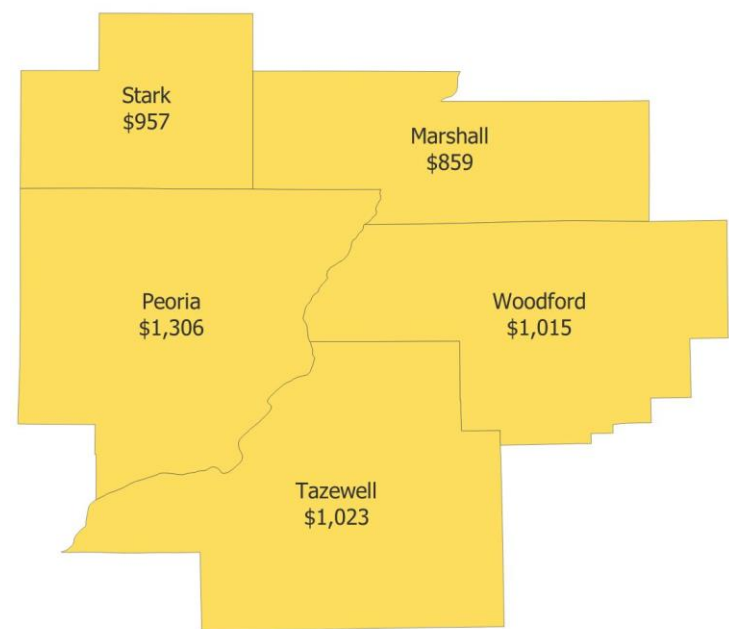 Stark
$957
Marshall
$859
Peoria
$1,306
Woodford
$1,015
Tazewell
$1,023